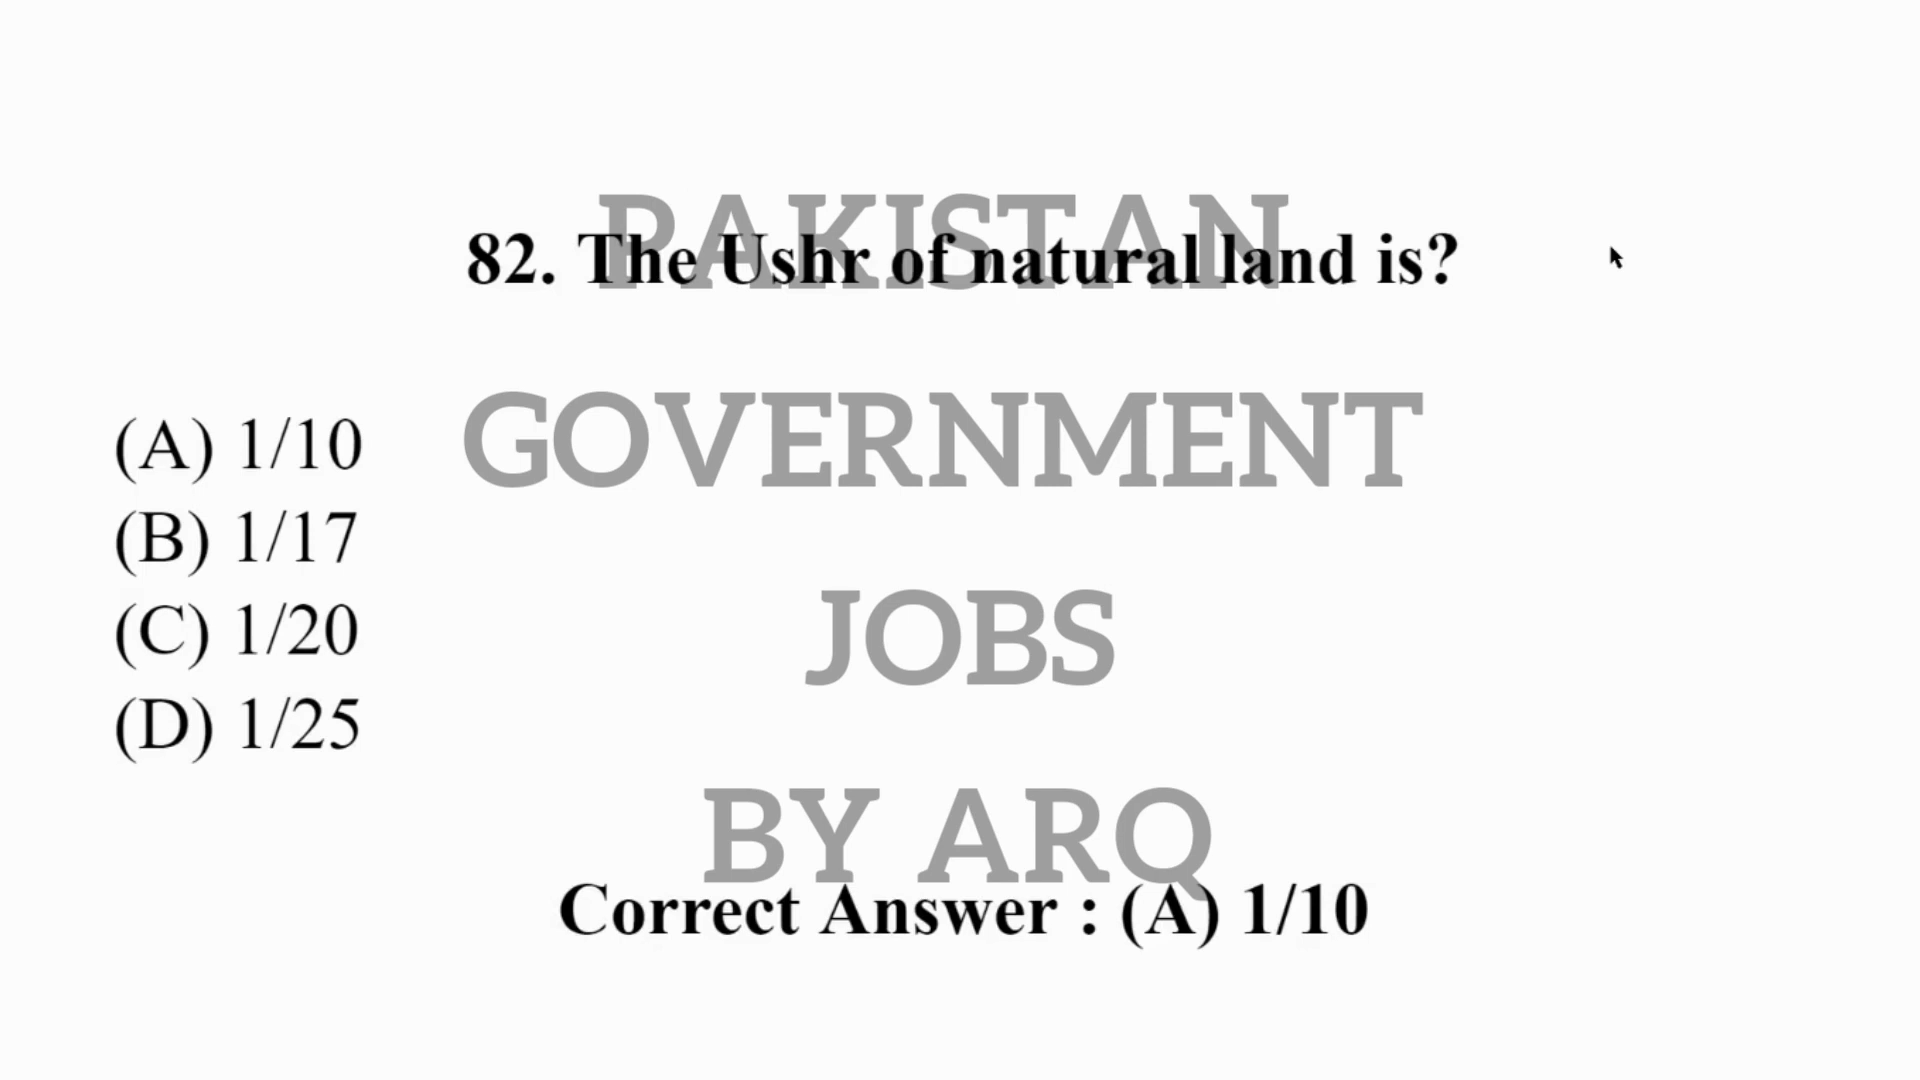 PAKISTAN
82. The Ushr of natural land is?
GOVERNMENT
(A) 1/10
(B) 1/17
JOBS
(C) 1/20
(D) 1/25
BY ARQ
Correct Answer : (A) 1/10